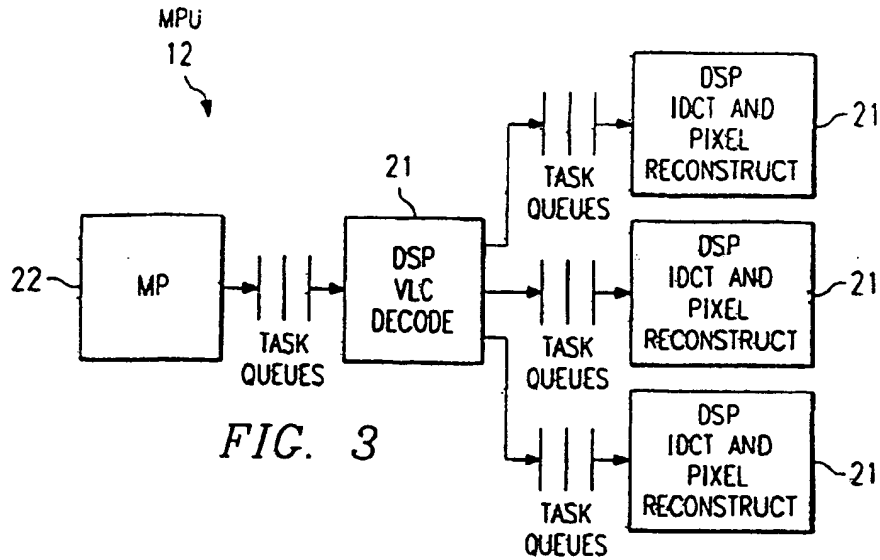 MPU
12
DSP
IDCT AND
PIXEL
RECONSTRUCT
21
TASK
QUEUES
21
22
MP
DSP
VLC
DECODE
TASK
QUEUES
DSP
IDCT AND
PIXEL
RECONSTRUCT
21
TASK
QUEUES
FIG. 3
DSP
IDCT AND
PIXEL
RECONSTRUCT
21
TASK
QUEUES